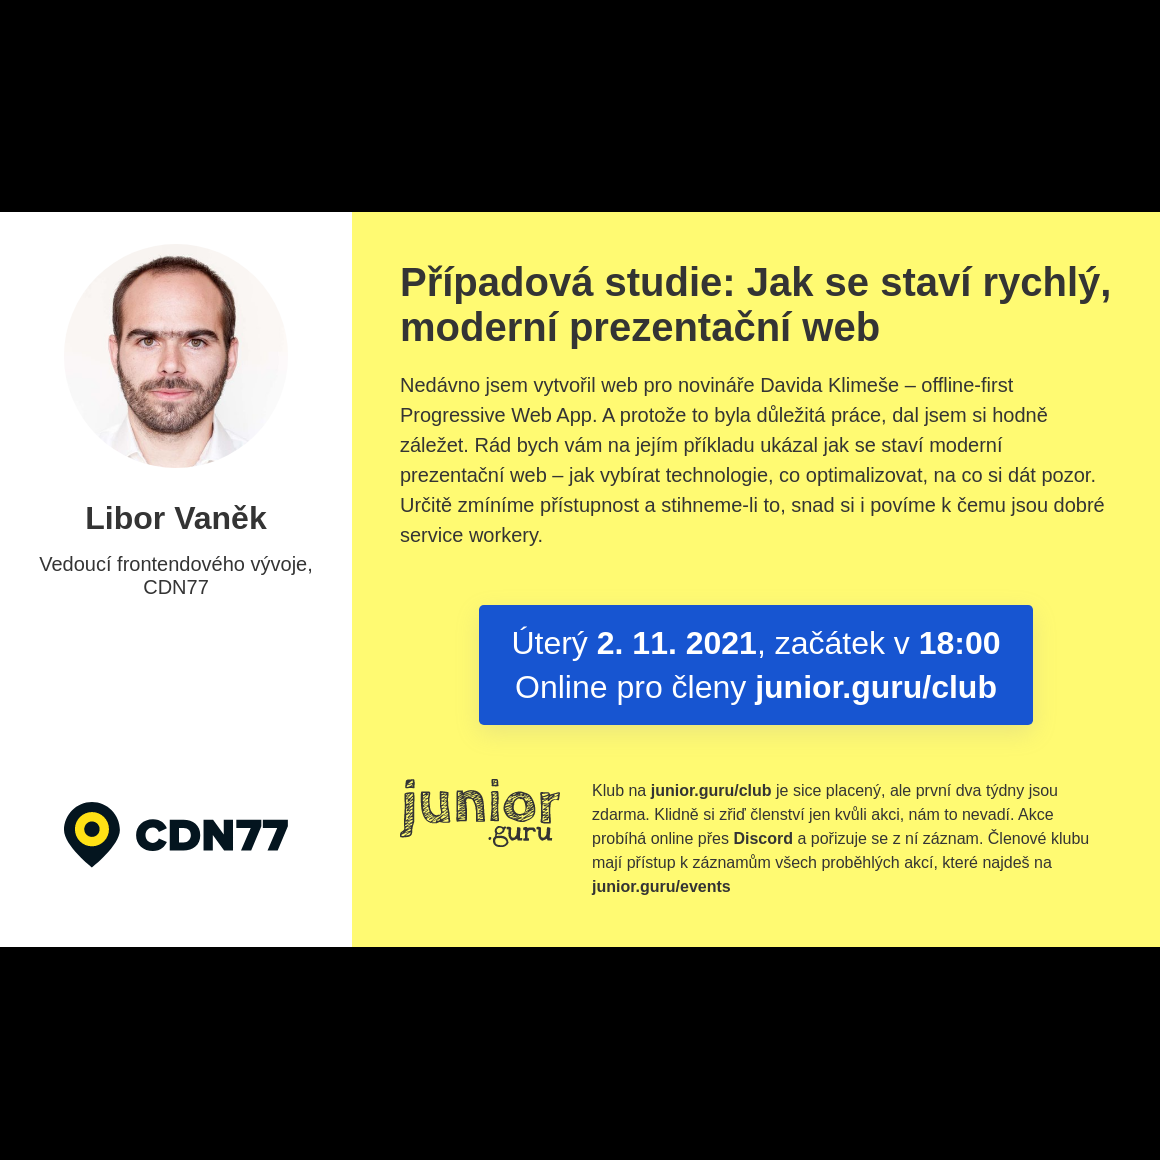 Libor Vaněk
Vedoucí frontendového vývoje,
CDN77
CDN77
Případová studie: Jak se staví rychlý,
moderní prezentační web
Nedávno jsem vytvořil web pro novináře Davida Klimeše – offline-first
Progressive Web App. A protože to byla důležitá práce, dal jsem si hodně
záležet. Rád bych vám na jejím příkladu ukázal jak se staví moderní
prezentační web – jak vybírat technologie, co optimalizovat, na co si dát pozor.
Určitě zmíníme přístupnost a stihneme-li to, snad si i povíme k čemu jsou dobré
service workery.
Úterý 2. 11. 2021, začátek v 18:00
Online pro členy junior.guru/club
junior
.guru
Klub na junior.guru/club je sice placený, ale první dva týdny jsou
zdarma. Klidně si zřiď členství jen kvůli akci, nám to nevadí. Akce
probíhá online přes Discord a pořizuje se z ní záznam. Členové klubu
mají přístup k záznamům všech proběhlých akcí, které najdeš na
junior.guru/events